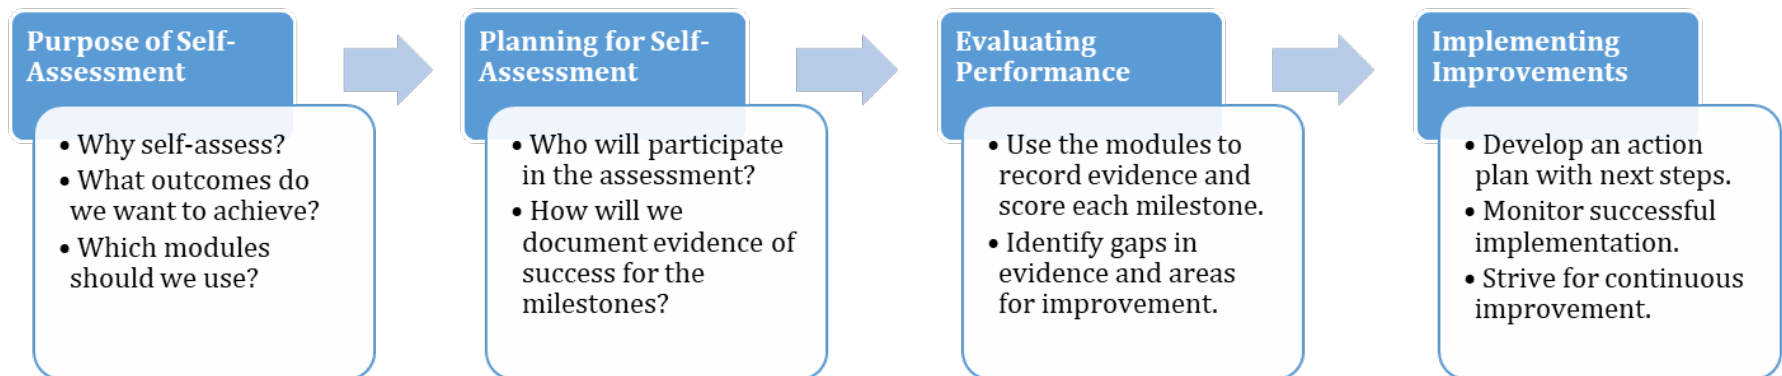 Purpose of Self-
Assessment
• Why self-assess?
• What outcomes do
we want to achieve?
• Which modules
should we use?
Planning for Self-
Assessment
• Who will participate
in the assessment?
• How will we
document evidence of
success for the
milestones?
Evaluating
Performance
• Use the modules to
record evidence and
score each milestone.
• Identify gaps in
evidence and areas
for improvement.
Implementing
Improvements
• Develop an action
plan with next steps.
• Monitor successful
implementation.
• Strive for continuous
improvement.